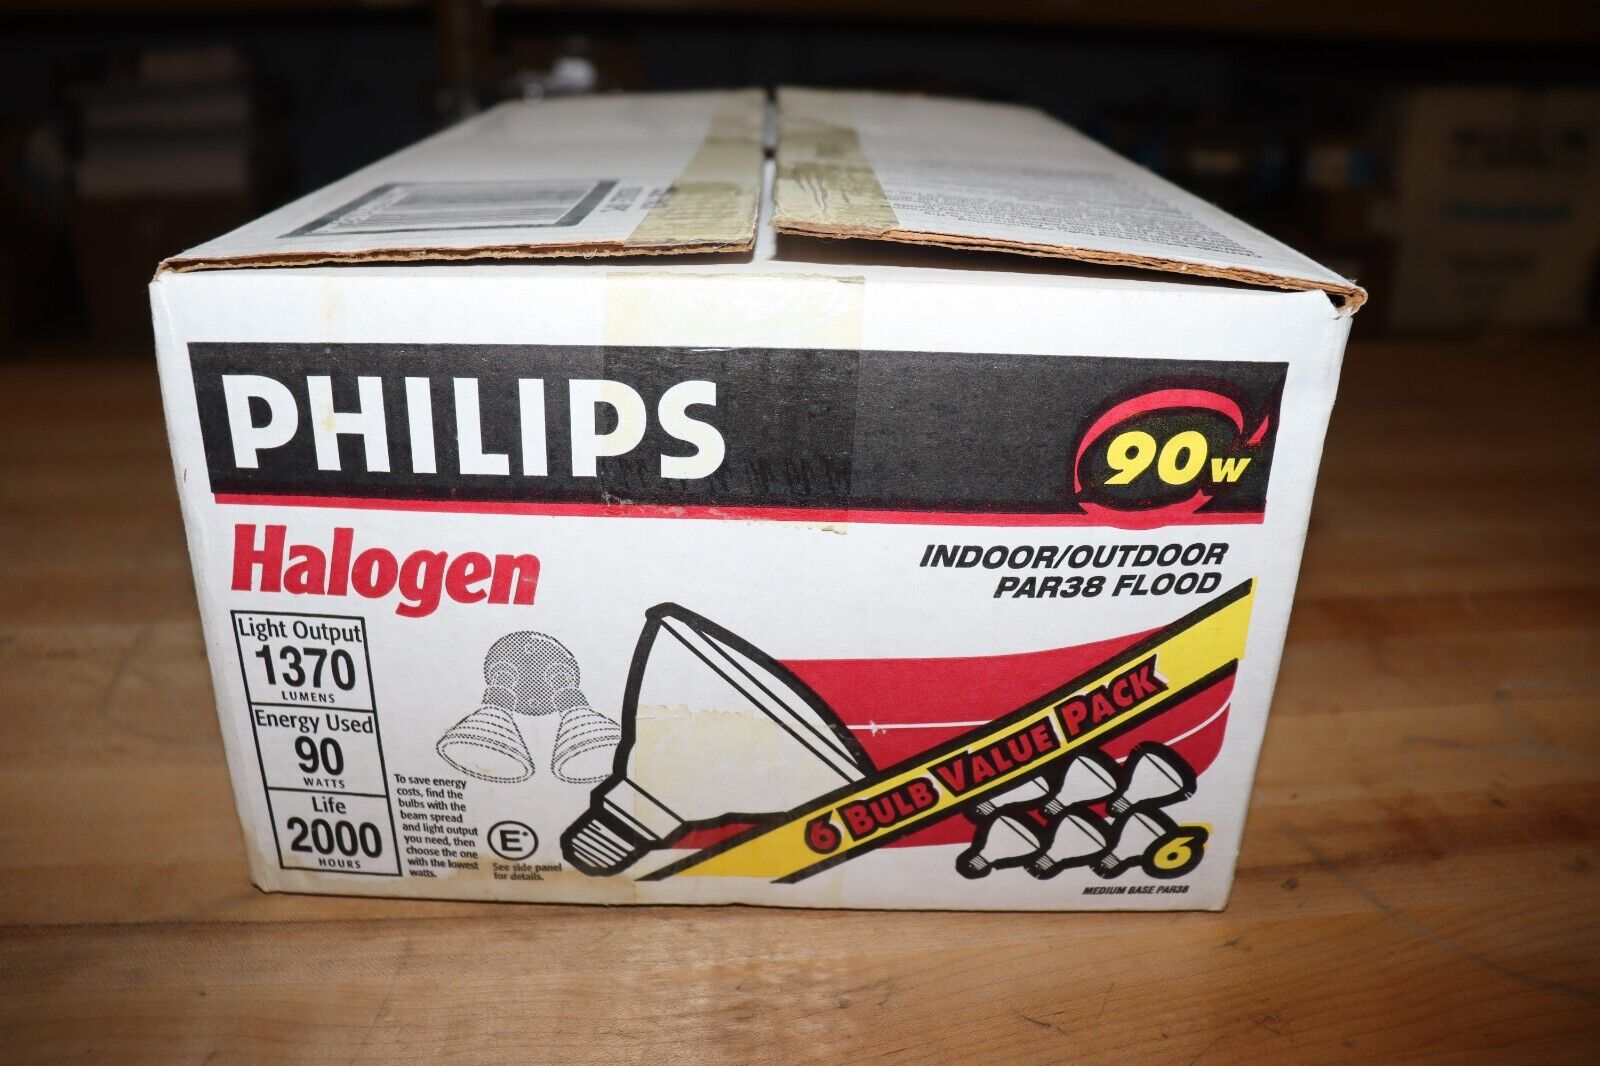 PHILIPS
90W
Halogen
INDOOR/OUTDOOR
PAR38 FLOOD
Light Output
1370
LUMENS
Energy Used
90
WATTS
Life
2000
HOURS
To save energy
costs, find the
bulbs with the
beam spread
and light output
you need, then
choose the one
with the lowest
watts.
E*
See side panel
for details.
6 BULB VALUE PACK
6
MEDIUM BASE PAR38